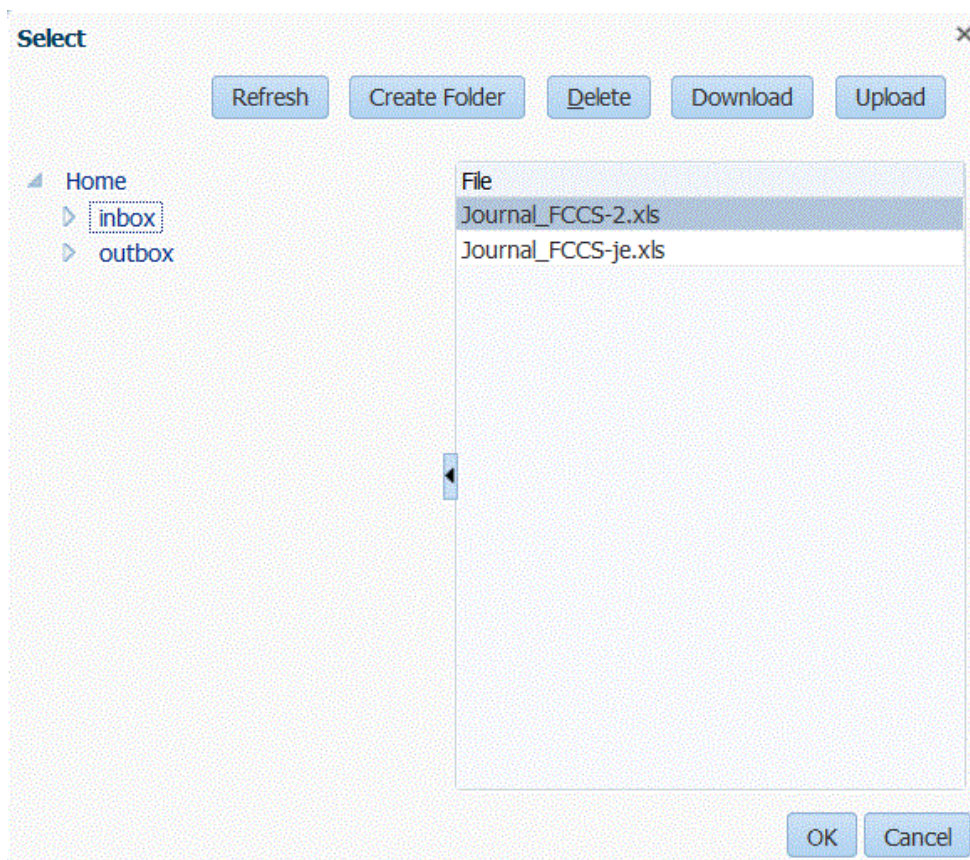 Select
Refresh Create Folder Delete Download Upload
Home
inbox
outbox
File
Journal_FCCS-2.xls
Journal_FCCS-je.xls
OK Cancel